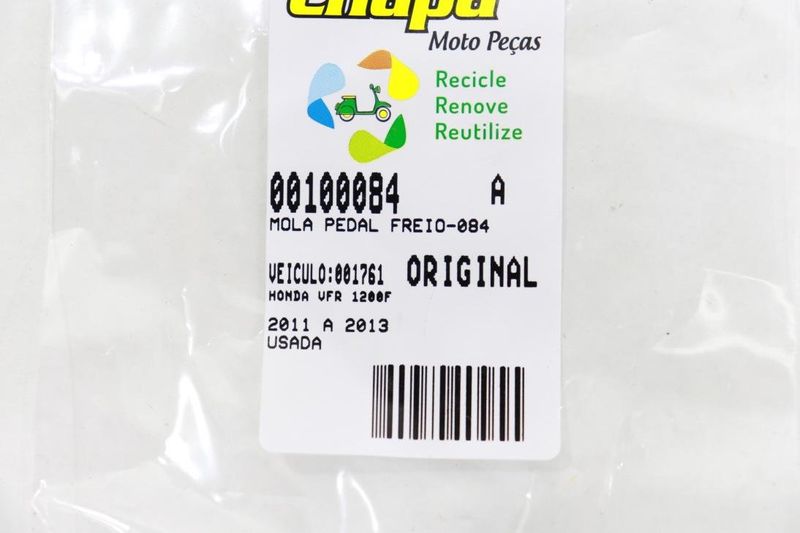 chapa
Moto Peças
Recicle
Renove
Reutilize
00100084 A
MOLA PEDAL FREIO-084
VEICULO:001761 ORIGINAL
HONDA VFR 1200F
2011 A 2013
USADA